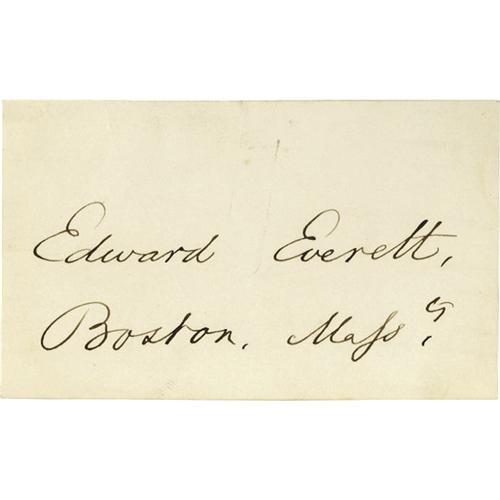 Edward Everett,
Boston. Mass.ts